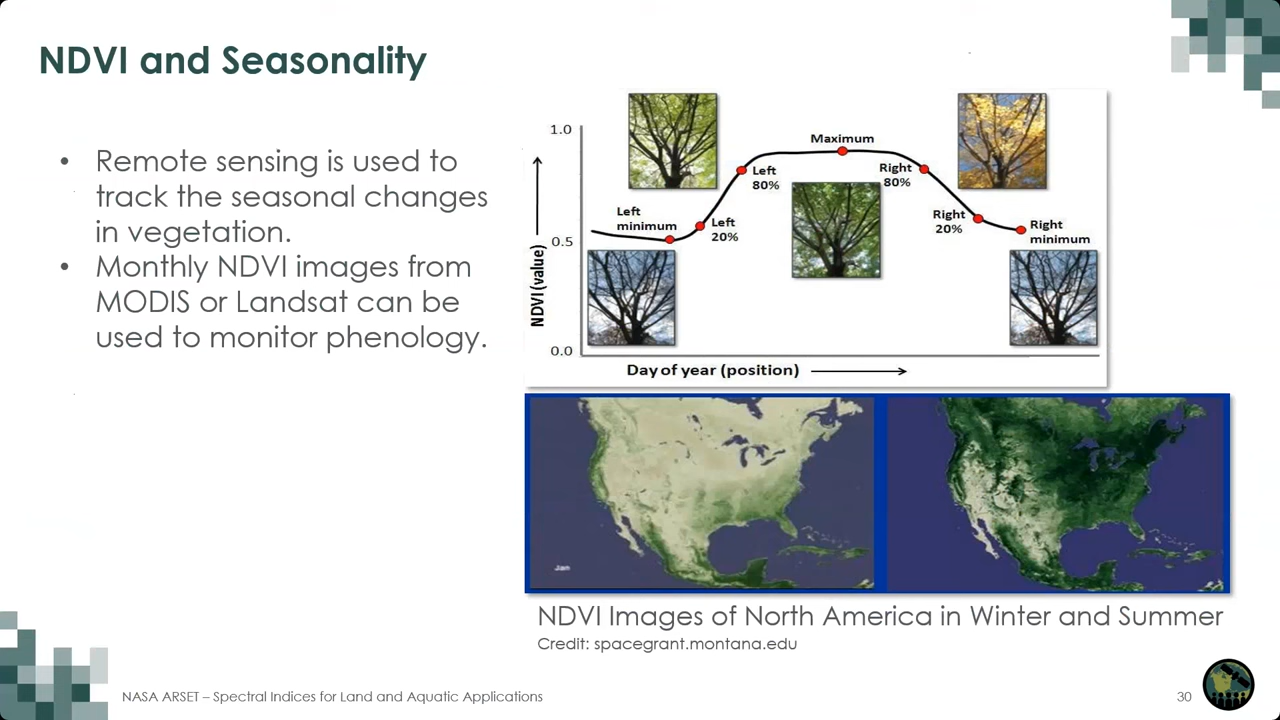 NDVI and Seasonality
• Remote sensing is used to
track the seasonal changes
in vegetation.
• Monthly NDVI images from
MODIS or Landsat can be
used to monitor phenology.
1.0
0.5
0.0
NDVI (value)
Left
minimum
Left
20%
Left
80%
Maximum
Right
80%
Right
20%
Right
minimum
Day of year (position)
Jan
NDVI Images of North America in Winter and Summer
Credit: spacegrant.montana.edu
NASA ARSET – Spectral Indices for Land and Aquatic Applications
30